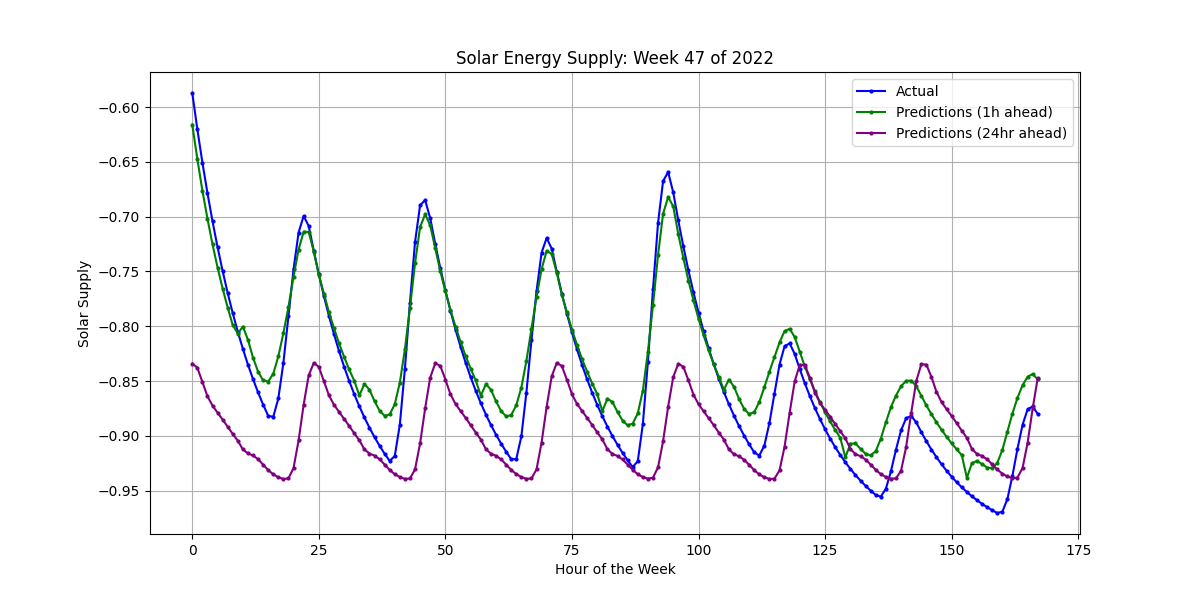 Solar Energy Supply: Week 47 of 2022
Actual
Predictions (1h ahead)
Predictions (24hr ahead)
Solar Supply
−0.60
−0.65
−0.70
−0.75
−0.80
−0.85
−0.90
−0.95
0 25 50 75 100 125 150 175
Hour of the Week